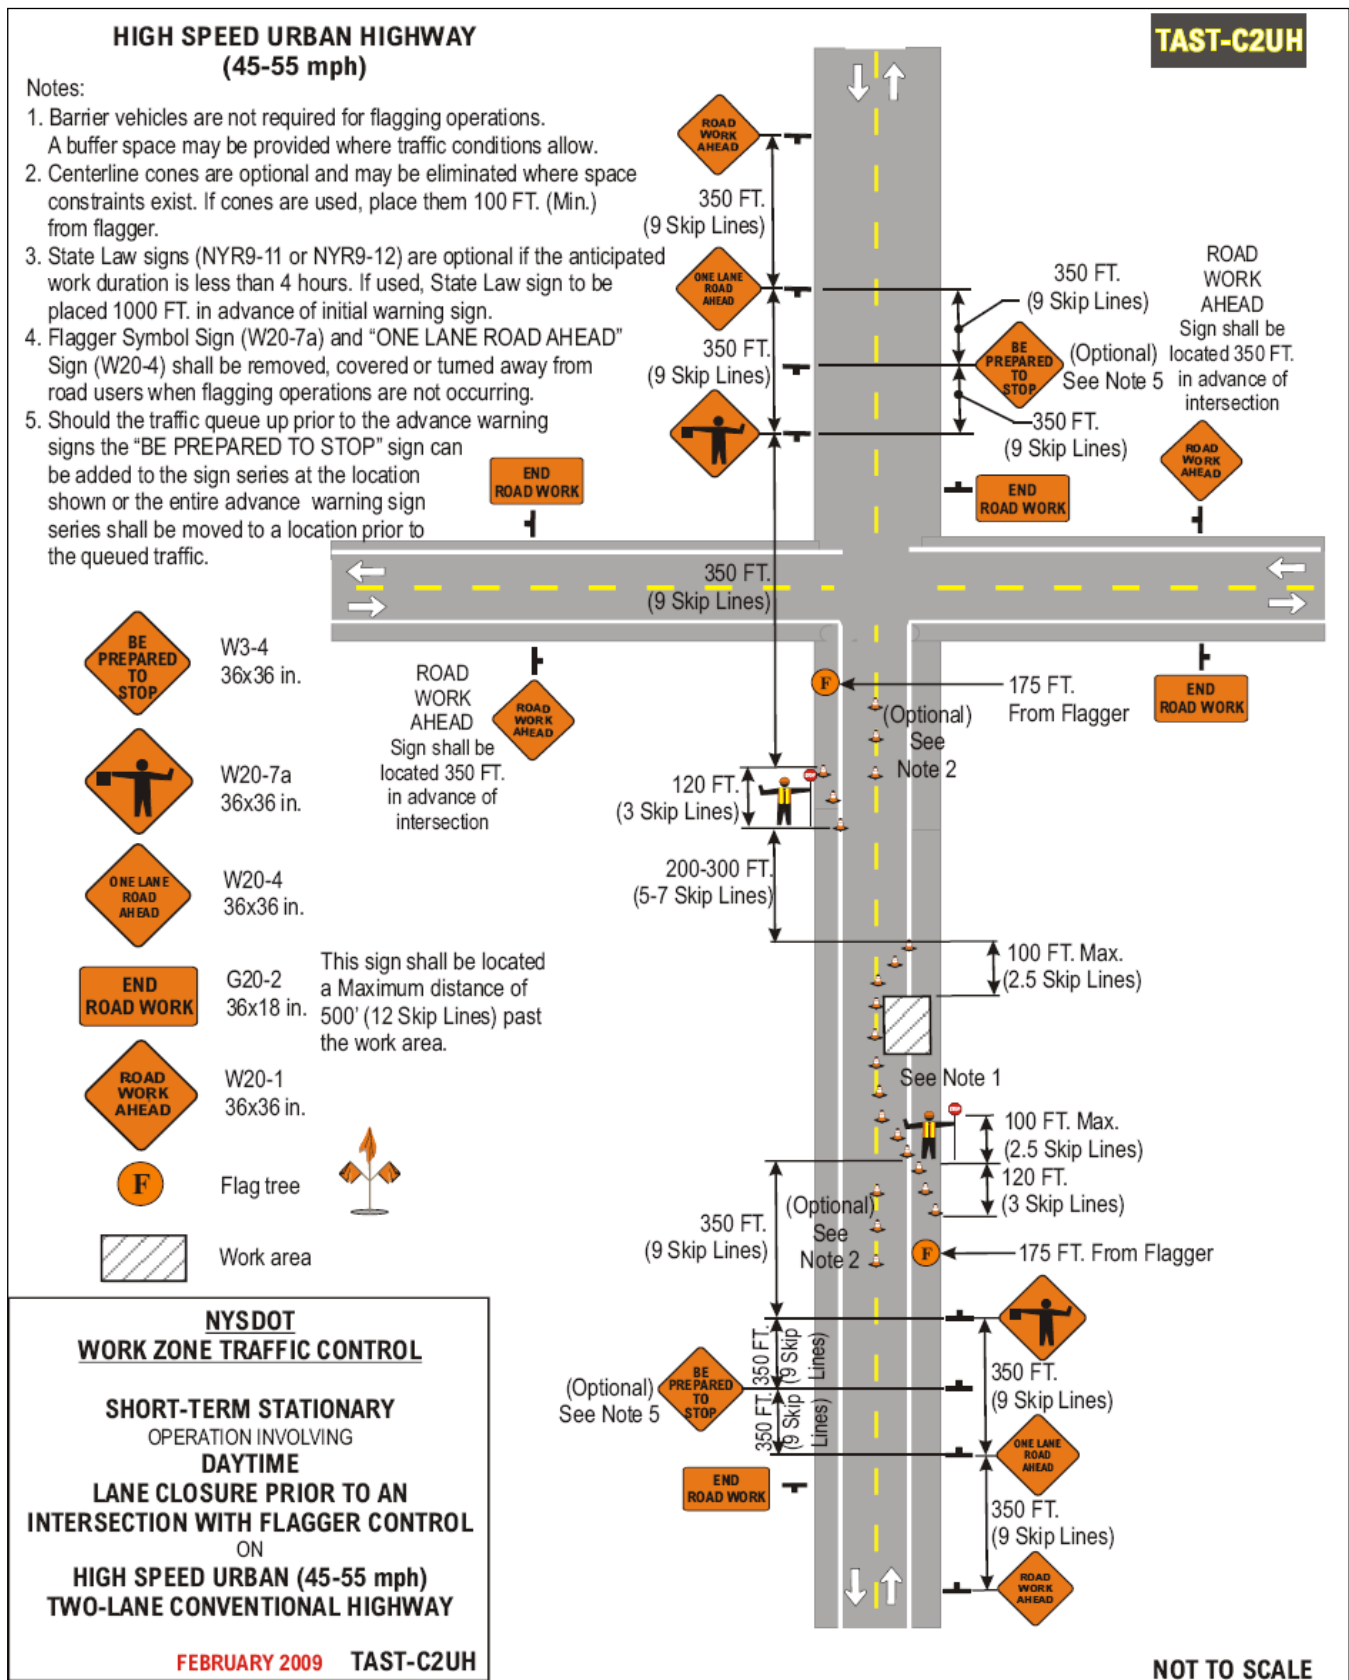 HIGH SPEED URBAN HIGHWAY
(45-55 mph)
TAST-C2UH
Notes:
1. Barrier vehicles are not required for flagging operations.
A buffer space may be provided where traffic conditions allow.
2. Centerline cones are optional and may be eliminated where space
constraints exist. If cones are used, place them 100 FT. (Min.)
from flagger.
3. State Law signs (NYR9-11 or NYR9-12) are optional if the anticipated
work duration is less than 4 hours. If used, State Law sign to be
placed 1000 FT. in advance of initial warning sign.
4. Flagger Symbol Sign (W20-7a) and “ONE LANE ROAD AHEAD”
Sign (W20-4) shall be removed, covered or turned away from
road users when flagging operations are not occurring.
5. Should the traffic queue up prior to the advance warning
signs the “BE PREPARED TO STOP” sign can
be added to the sign series at the location
shown or the entire advance warning sign
series shall be moved to a location prior to
the queued traffic.
ROAD
WORK
AHEAD
350 FT.
(9 Skip Lines)
ONE LANE
ROAD
AHEAD
350 FT.
(9 Skip Lines)
350 FT.
(9 Skip Lines)
BE
PREPARED
TO
STOP
(Optional)
See Note 5
350 FT.
(9 Skip Lines)
ROAD
WORK
AHEAD
Sign shall be
located 350 FT.
in advance of
intersection
ROAD
WORK
AHEAD
END
ROAD WORK
END
ROAD WORK
350 FT.
(9 Skip Lines)
BE
PREPARED
TO
STOP
W3-4
36x36 in.
W20-7a
36x36 in.
ONE LANE
ROAD
AHEAD
W20-4
36x36 in.
END
ROAD WORK
G20-2
36x18 in.
This sign shall be located
a Maximum distance of
500’ (12 Skip Lines) past
the work area.
ROAD
WORK
AHEAD
W20-1
36x36 in.
F
Flag tree
Work area
ROAD
WORK
AHEAD
Sign shall be
located 350 FT.
in advance of
intersection
ROAD
WORK
AHEAD
F
175 FT.
From Flagger
END
ROAD WORK
(Optional)
See
Note 2
120 FT.
(3 Skip Lines)
STOP
200-300 FT.
(5-7 Skip Lines)
100 FT. Max.
(2.5 Skip Lines)
See Note 1
STOP
100 FT. Max.
(2.5 Skip Lines)
120 FT.
(3 Skip Lines)
350 FT.
(9 Skip Lines)
(Optional)
See
Note 2
F
175 FT. From Flagger
350 FT.
(9 Skip
Lines)
350 FT.
(9 Skip
Lines)
(Optional)
See Note 5
BE
PREPARED
TO
STOP
350 FT.
(9 Skip Lines)
ONE LANE
ROAD
AHEAD
END
ROAD WORK
350 FT.
(9 Skip Lines)
ROAD
WORK
AHEAD
NYSDOT
WORK ZONE TRAFFIC CONTROL
SHORT-TERM STATIONARY
OPERATION INVOLVING
DAYTIME
LANE CLOSURE PRIOR TO AN
INTERSECTION WITH FLAGGER CONTROL
ON
HIGH SPEED URBAN (45-55 mph)
TWO-LANE CONVENTIONAL HIGHWAY
FEBRUARY 2009 TAST-C2UH
NOT TO SCALE